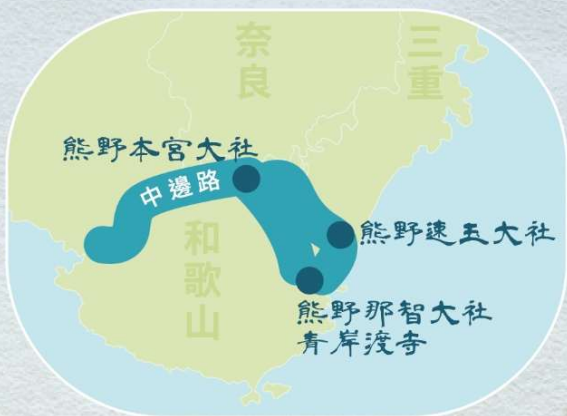 奈良
三重
熊野本宮大社
中邊路
和歌山
熊野速玉大社
熊野那智大社
青岸渡寺